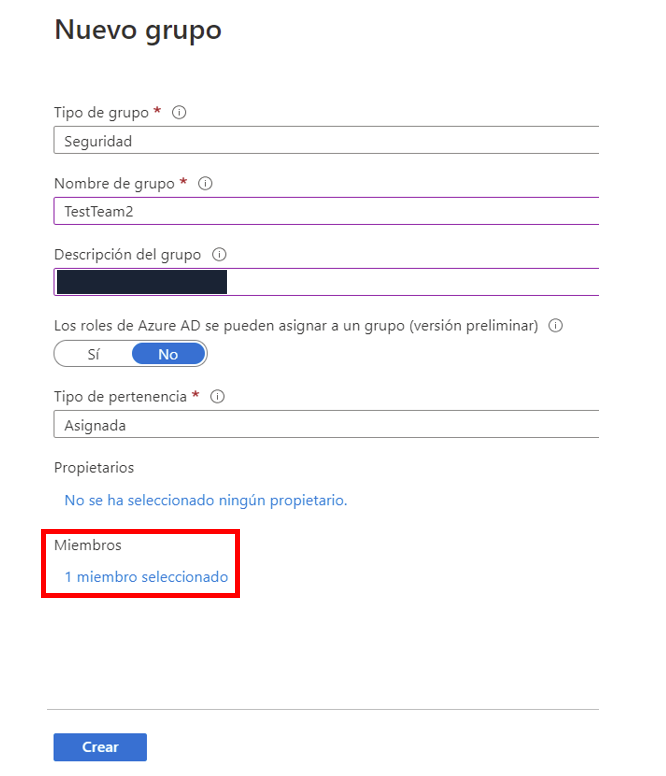 Nuevo grupo
Tipo de grupo *
Seguridad
Nombre de grupo *
TestTeam2
Descripción del grupo
Los roles de Azure AD se pueden asignar a un grupo (versión preliminar)
Sí No
Tipo de pertenencia *
Asignada
Propietarios
No se ha seleccionado ningún propietario.
Miembros
1 miembro seleccionado
Crear